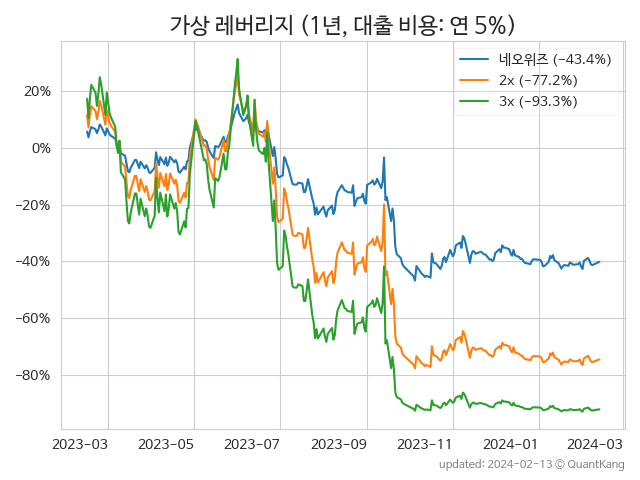 가상 레버리지 (1년, 대출 비용: 연 5%)
네오위즈 (−43.4%)
2x (−77.2%)
3x (−93.3%)
20%
0%
−20%
−40%
−60%
−80%
2023−03 2023−05 2023−07 2023−09 2023−11 2024−01 2024−03
updated: 2024-02-13 © QuantKang